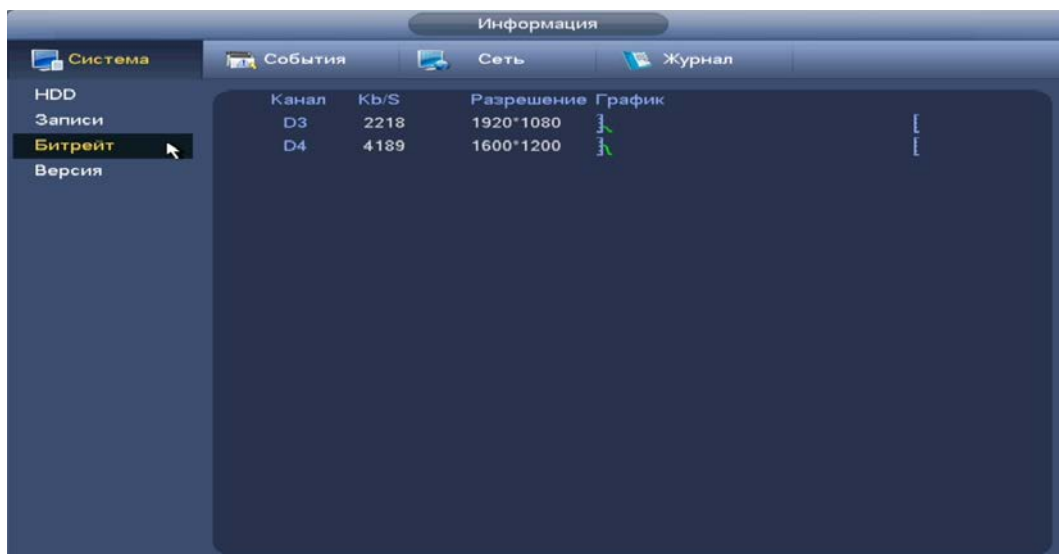 Информация
Система События Сеть Журнал
HDD
Записи
Битрейт
Версия
Канал Kb/S Разрешение График
D3 2218 1920*1080
D4 4189 1600*1200